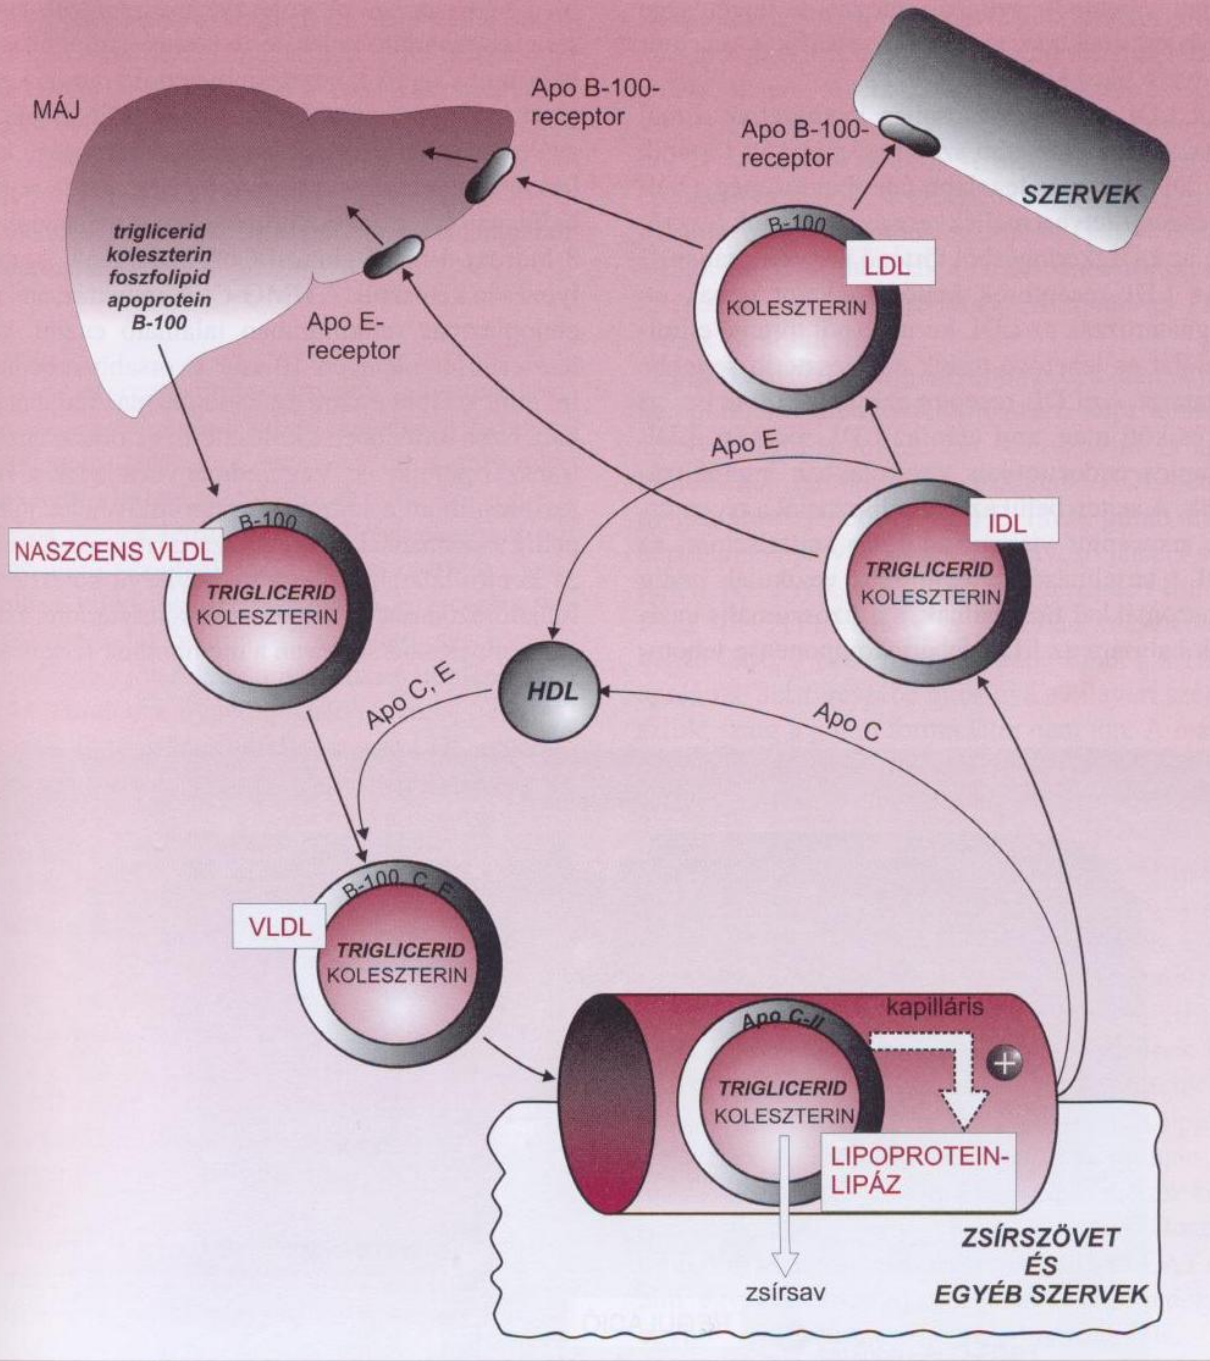 MÁJ
Apo B-100-
receptor
Apo B-100-
receptor
SZERVEK
triglicerid
koleszterin
foszfolipid
apoprotein
B-100
Apo E-
receptor
B-100
LDL
KOLESZTERIN
Apo E
B-100
NASZCENS VLDL
TRIGLICERID
KOLESZTERIN
IDL
TRIGLICERID
KOLESZTERIN
Apo C, E
HDL
Apo C
B-100, C, E
VLDL
TRIGLICERID
KOLESZTERIN
Apo C-II
kapilláris
+
TRIGLICERID
KOLESZTERIN
LIPOPROTEIN-
LIPÁZ
zsírsav
ZSÍRSZÖVET
ÉS
EGYÉB SZERVEK